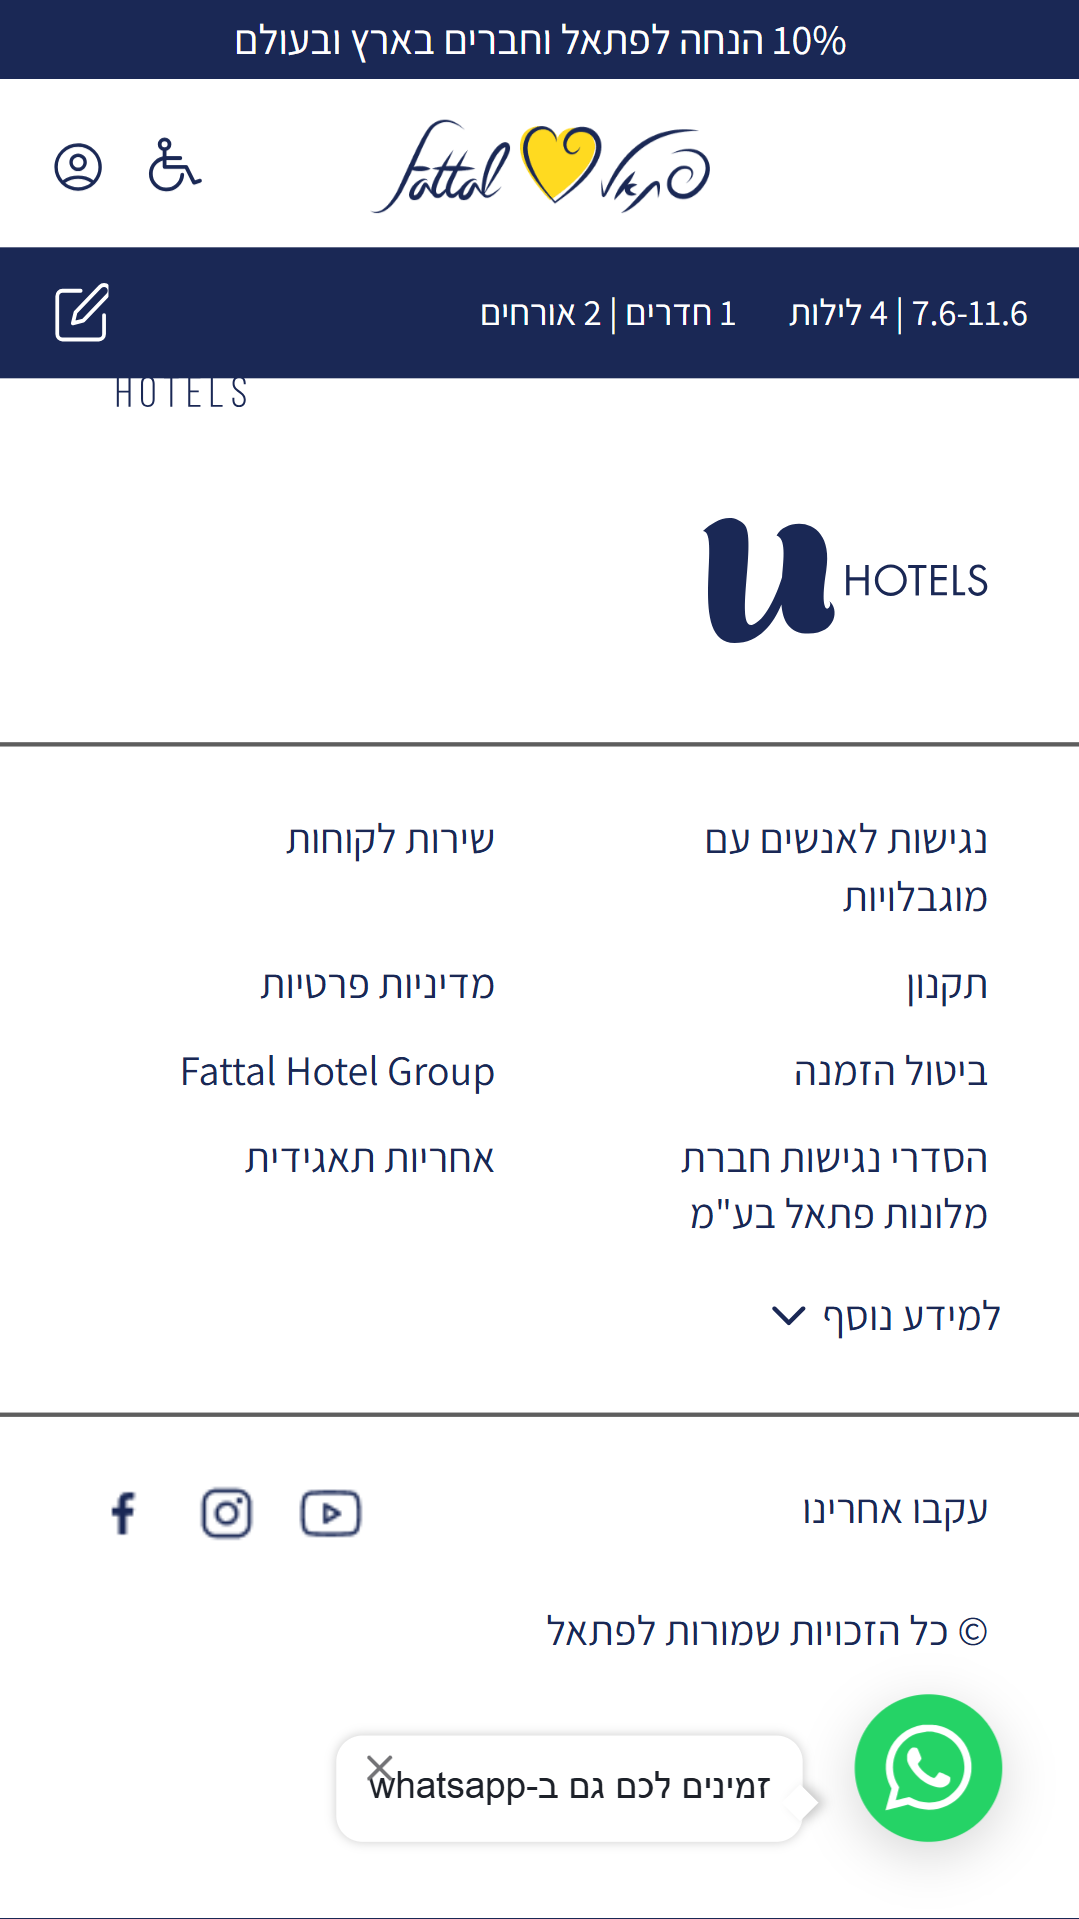 10% הנחה לפתאל וחברים בארץ ובעולם
Fattal פתאל
7.6-11.6 | 4 לילות 1 חדרים | 2 אורחים
HOTELS
u HOTELS
נגישות לאנשים עם
מוגבלויות
שירות לקוחות
תקנון
מדיניות פרטיות
ביטול הזמנה
Fattal Hotel Group
הסדרי נגישות חברת
מלונות פתאל בע"מ
אחריות תאגידית
למידע נוסף
עקבו אחרינו
© כל הזכויות שמורות לפתאל
זמינים לכם גם ב-whatsapp